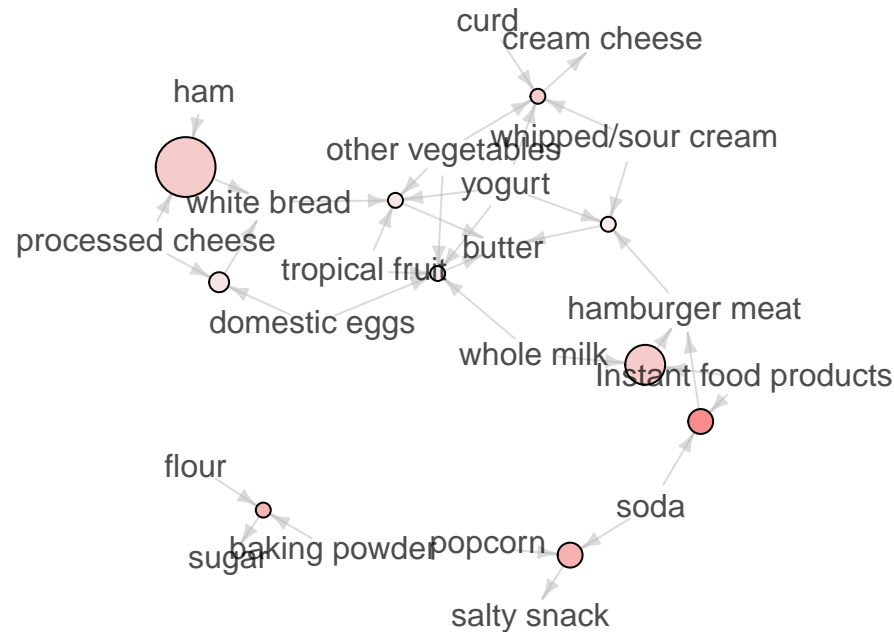 curd
cream cheese
ham
whipped/sour cream
other vegetables
yogurt
white bread
processed cheese
butter
tropical fruit
hamburger meat
domestic eggs
whole milk
Instant food products
flour
soda
popcorn
baking powder
sugar
salty snack